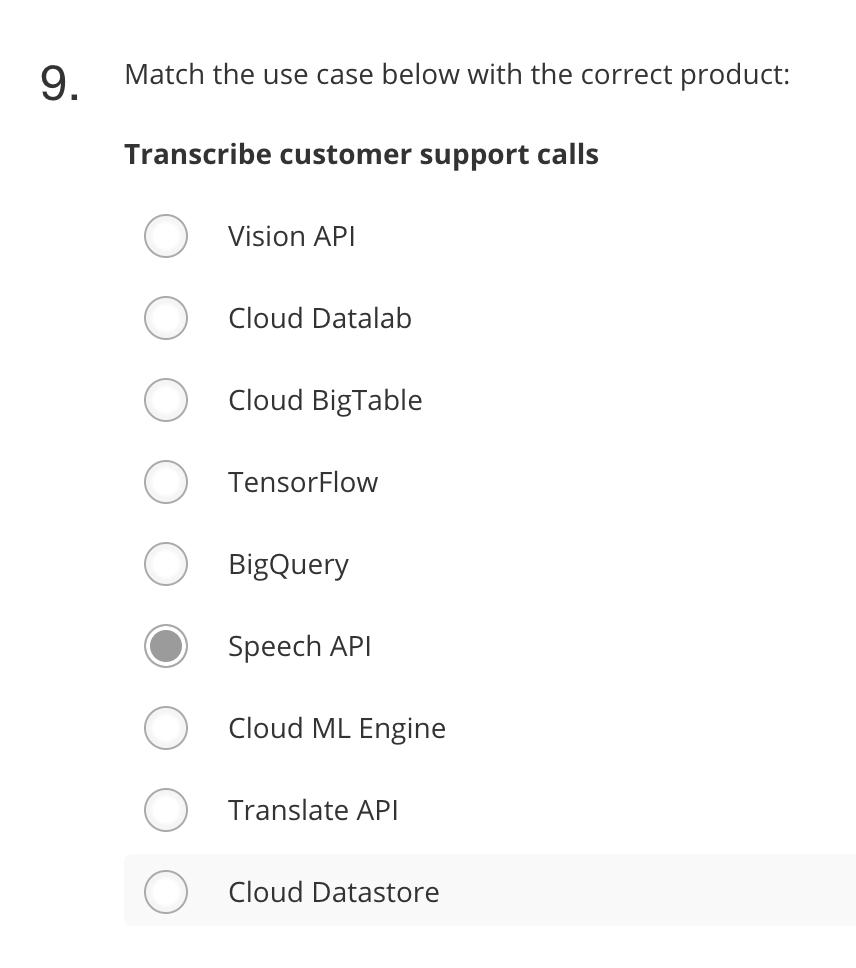 9. Match the use case below with the correct product:
Transcribe customer support calls
Vision API
Cloud Datalab
Cloud BigTable
TensorFlow
BigQuery
Speech API
Cloud ML Engine
Translate API
Cloud Datastore